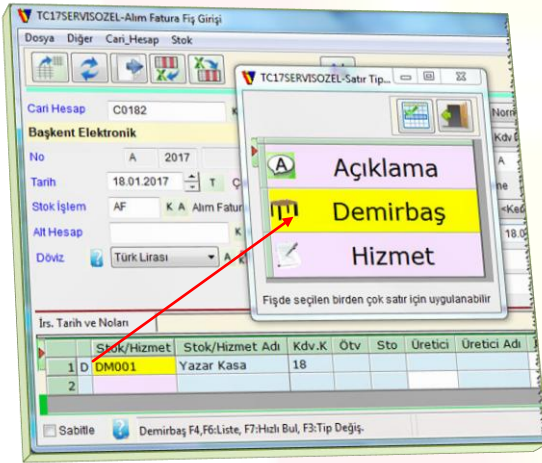 TC17SERVISOZEL-Alım Fatura Fiş Girişi
Dosya Diğer Cari_Hesap Stok
TC17SERVISOZEL-Satır Tip...
Cari Hesap C0182
Başkent Elektronik
Kdv
No A 2017 A
Tarih 18.01.2017 T
Stok İşlem AF K A Alım Fatur
Alt Hesap K 18.0
Döviz Türk Lirası A
Açıklama
Demirbaş
Hizmet
Fişde seçilen birden çok satır için uygulanabilir
İrs. Tarih ve Noları
Stok/Hizmet Stok/Hizmet Adı Kdv.K Ötv Sto Üretici Üretici Adı
1 D DM001 Yazar Kasa 18
2
Sabitle Demirbaş F4,F6:Liste, F7:Hızlı Bul, F3:Tip Değiş-